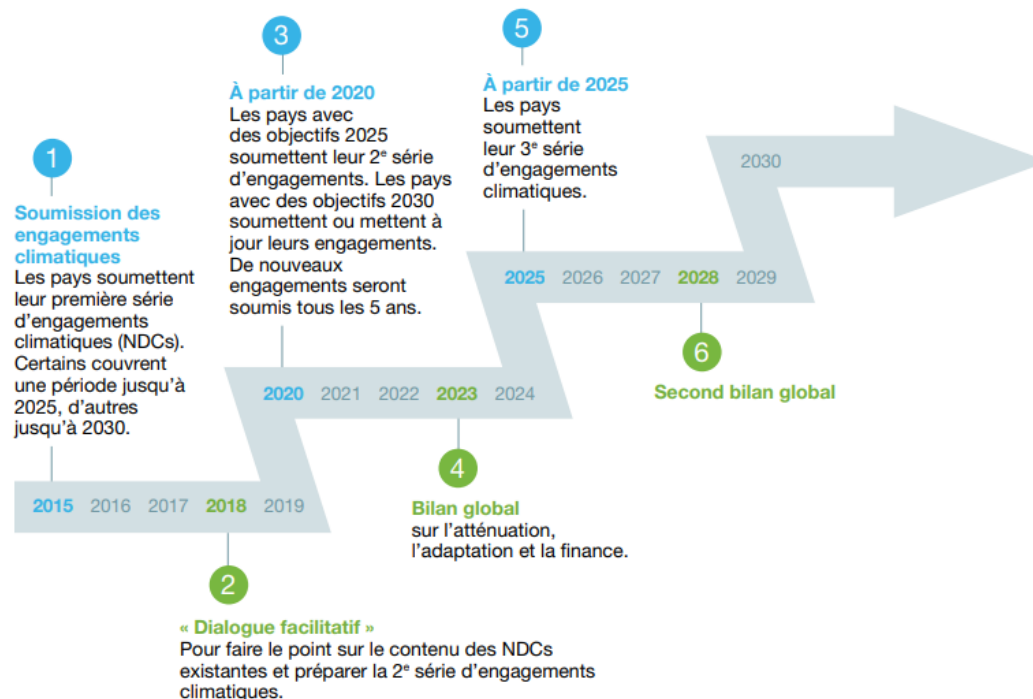 1
Soumission des
engagements
climatiques
Les pays soumettent
leur première série
d’engagements
climatiques (NDCs).
Certains couvrent
une période jusqu’à
2025, d’autres
jusqu’à 2030.
2015 2016 2017 2018 2019
2
« Dialogue facilitatif »
Pour faire le point sur le contenu des NDCs
existantes et préparer la 2e série d’engagements
climatiques.
3
À partir de 2020
Les pays avec
des objectifs 2025
soumettent leur 2e série
d’engagements. Les pays
avec des objectifs 2030
soumettent ou mettent à
jour leurs engagements.
De nouveaux
engagements seront
soumis tous les 5 ans.
2020 2021 2022 2023 2024
4
Bilan global
sur l’atténuation,
l’adaptation et la finance.
5
À partir de 2025
Les pays
soumettent
leur 3e série
d’engagements
climatiques.
2025 2026 2027 2028 2029
6
Second bilan global
2030